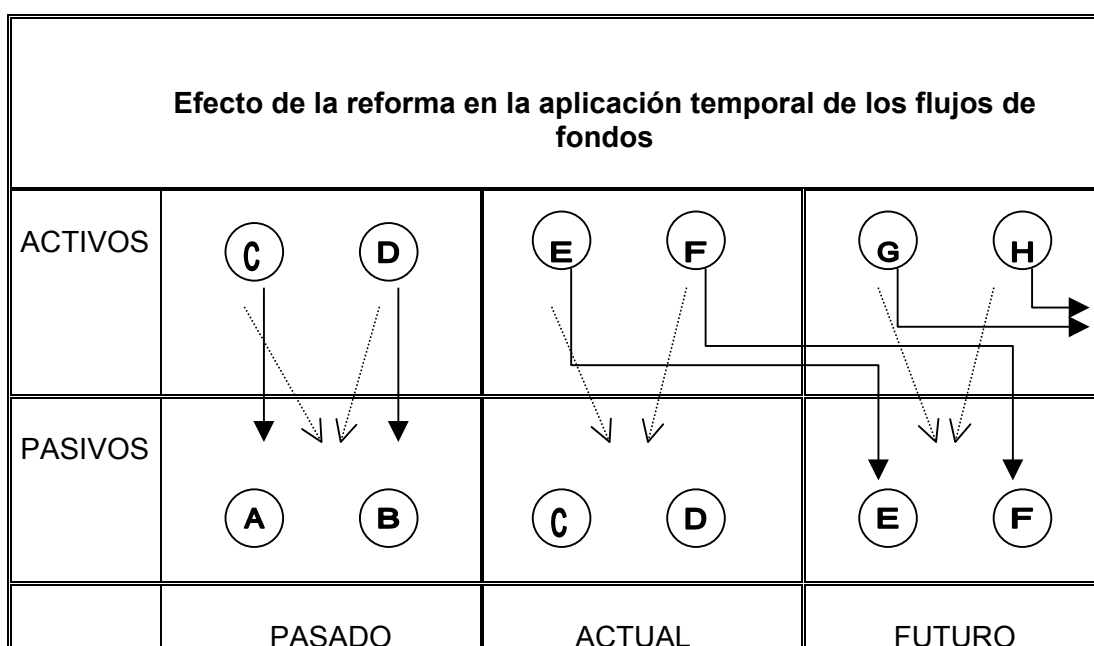 Efecto de la reforma en la aplicación temporal de los flujos de
fondos
ACTIVOS C D E F G H
PASIVOS A B C D E F
PASADO ACTUAL FUTURO